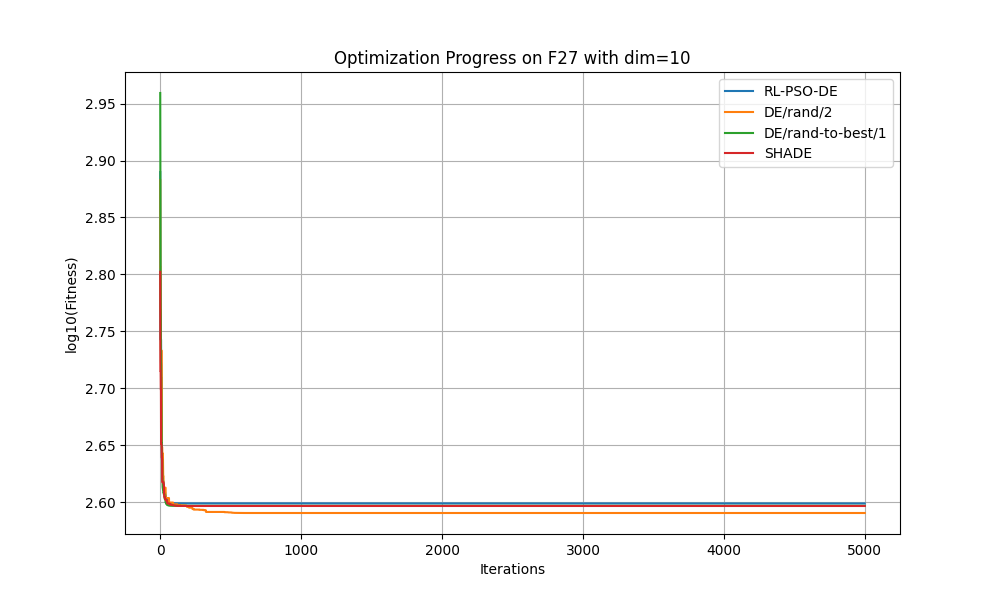 Optimization Progress on F27 with dim=10
RL-PSO-DE
DE/rand/2
DE/rand-to-best/1
SHADE
log10(Fitness)
2.95
2.90
2.85
2.80
2.75
2.70
2.65
2.60
0 1000 2000 3000 4000 5000
Iterations